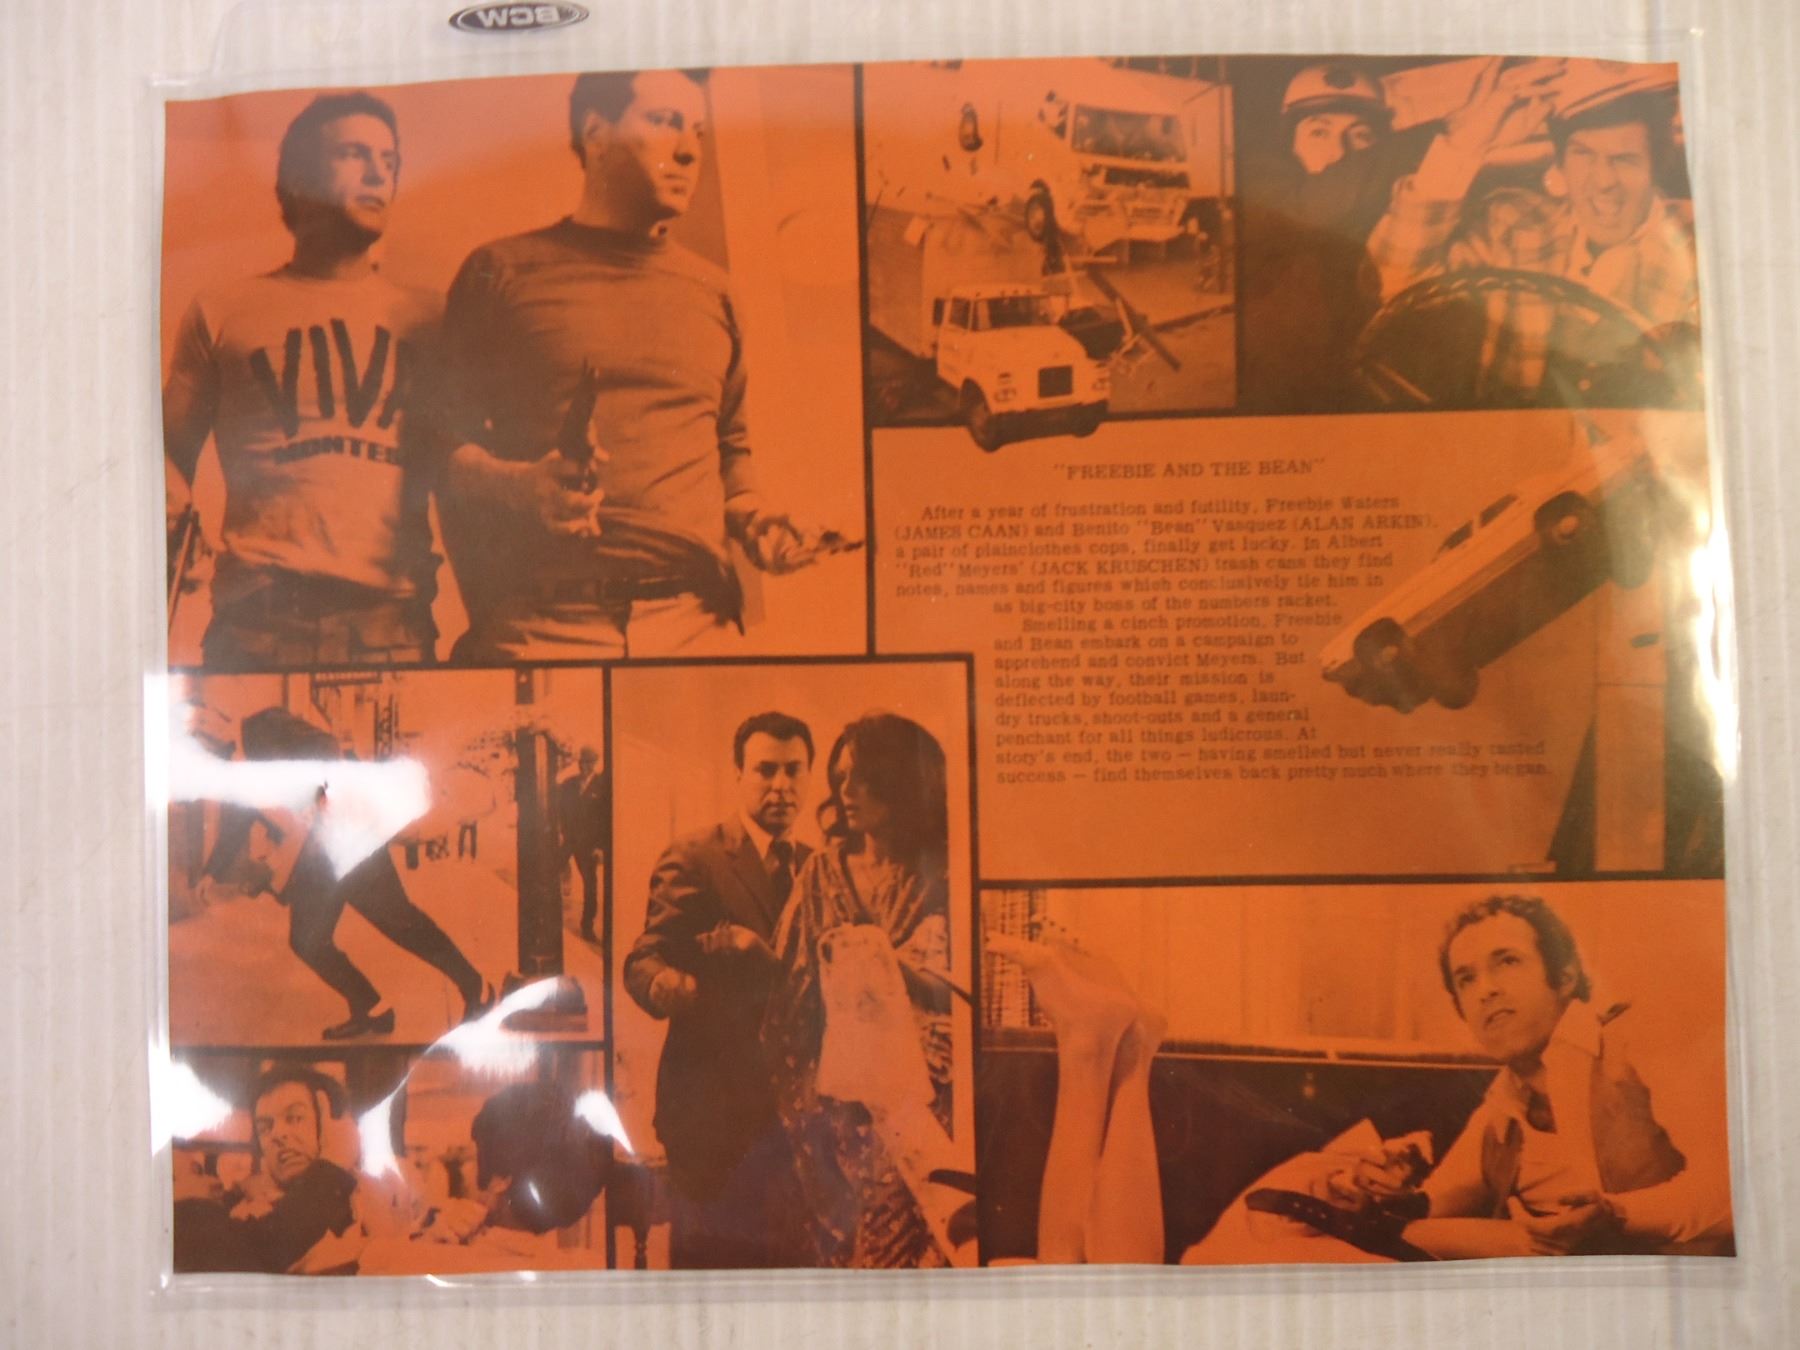 BCW
VIVA
MONTE
"FREEBIE AND THE BEAN"
After a year of frustration and futility, Freebie Waters
(JAMES CAAN) and Benito "Bean" Vasquez (ALAN ARKIN),
a pair of plainclothes cops, finally get lucky. In Albert
"Red" Meyers' (JACK KRUSCHEN) trash cans they find
notes, names and figures which conclusively tie him in
as big-city boss of the numbers racket.
Smelling a cinch promotion, Freebie
and Bean embark on a campaign to
apprehend and convict Meyers. But
along the way, their mission is
deflected by football games, laun-
dry trucks, shoot-outs and a general
penchant for all things ludicrous. At
story's end, the two — having smelled but never really tasted
success — find themselves back pretty much where they began.